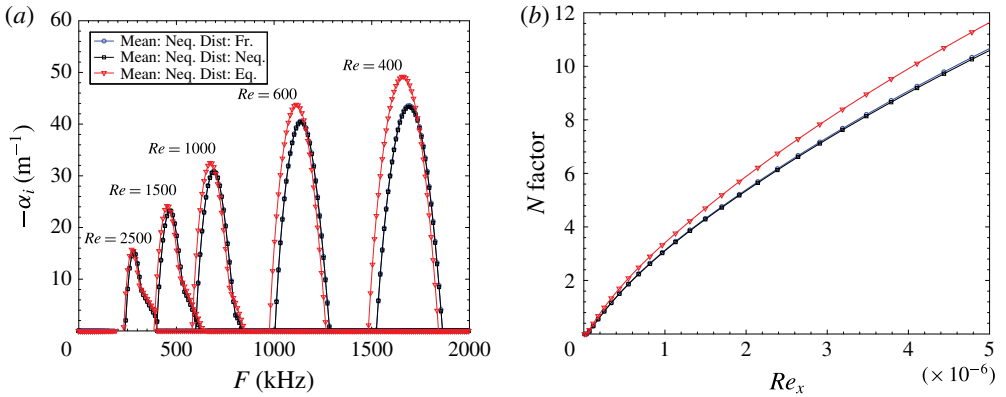 (a)
60
50
40
30
20
10
−αi (m−1)
Mean: Neq. Dist: Fr.
Mean: Neq. Dist: Neq.
Mean: Neq. Dist: Eq.
Re = 400
Re = 600
Re = 1000
Re = 1500
Re = 2500
0 500 1000 1500 2000
F (kHz)
(b)
12
10
8
6
4
2
0
N factor
1 2 3 4 5
(× 10−6)
Rex